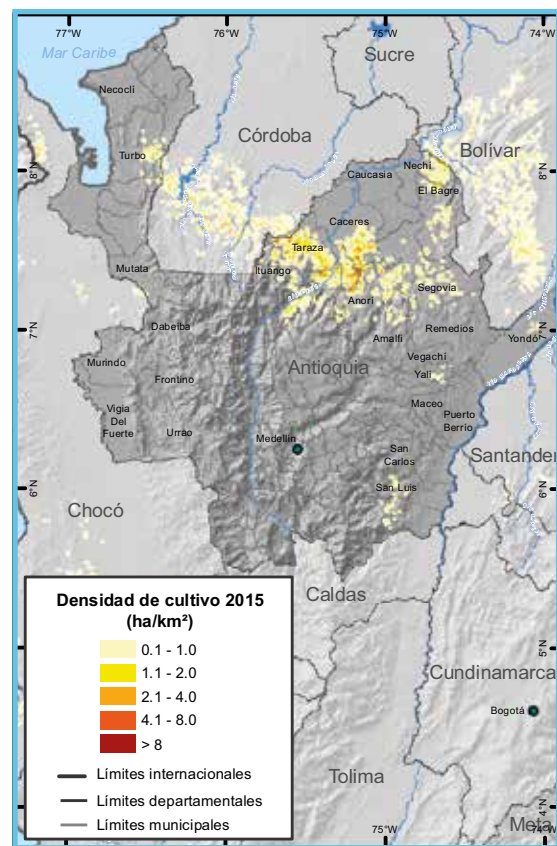 77°W
76°W
75°W
74°W
Mar Caribe
Sucre
Necoclí
Córdoba
Turbo
8°N
8°N
Nechí
Bolívar
Caucasia
El Bagre
Caceres
Taraza
Ituango
Mutata
Segovia
Anori
7°N
7°N
Dabeiba
Remedios
Yondó
Amalfi
Vegachi
Murindo
Antioquia
Yalí
Frontino
Maceo
Vigia
Del
Fuerte
Puerto
Berrío
Urrao
Medellín
San
Carlos
Santander
6°N
6°N
San Luis
Chocó
Caldas
Densidad de cultivo 2015
(ha/km²)
0.1 - 1.0
1.1 - 2.0
2.1 - 4.0
4.1 - 8.0
> 8
Límites internacionales
Límites departamentales
Límites municipales
5°N
Cundinamarca
Bogotá
Tolima
4°N
Meta
75°W
74°W